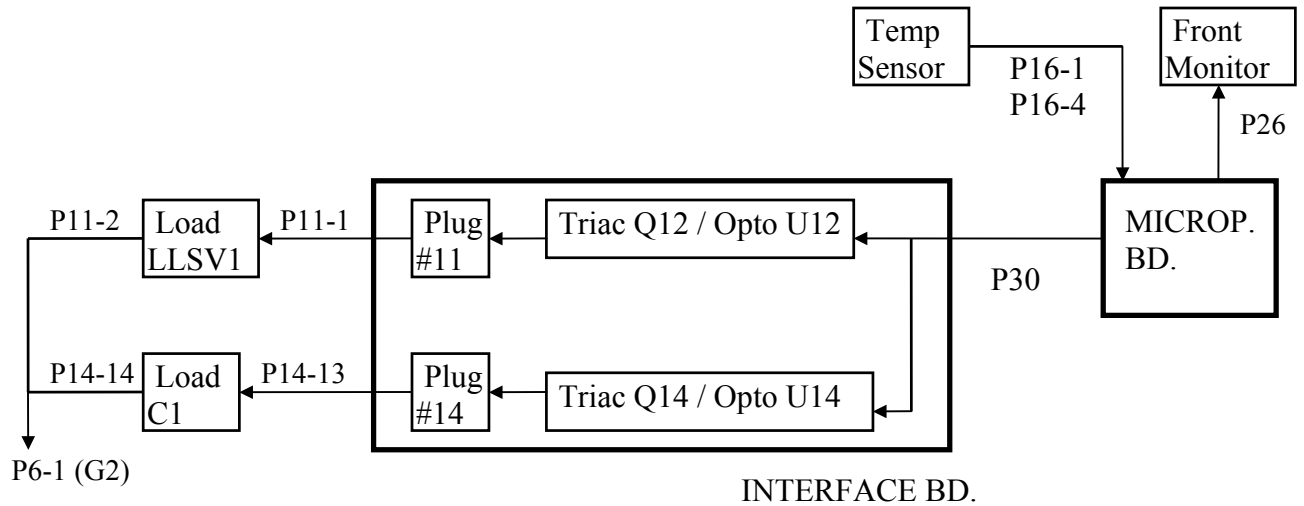 Temp
Sensor
Front
Monitor
P16-1
P16-4
P26
P11-2
Load
LLSV1
P11-1
Plug
#11
Triac Q12 / Opto U12
P30
MICROP.
BD.
P14-14
Load
C1
P14-13
Plug
#14
Triac Q14 / Opto U14
P6-1 (G2)
INTERFACE BD.